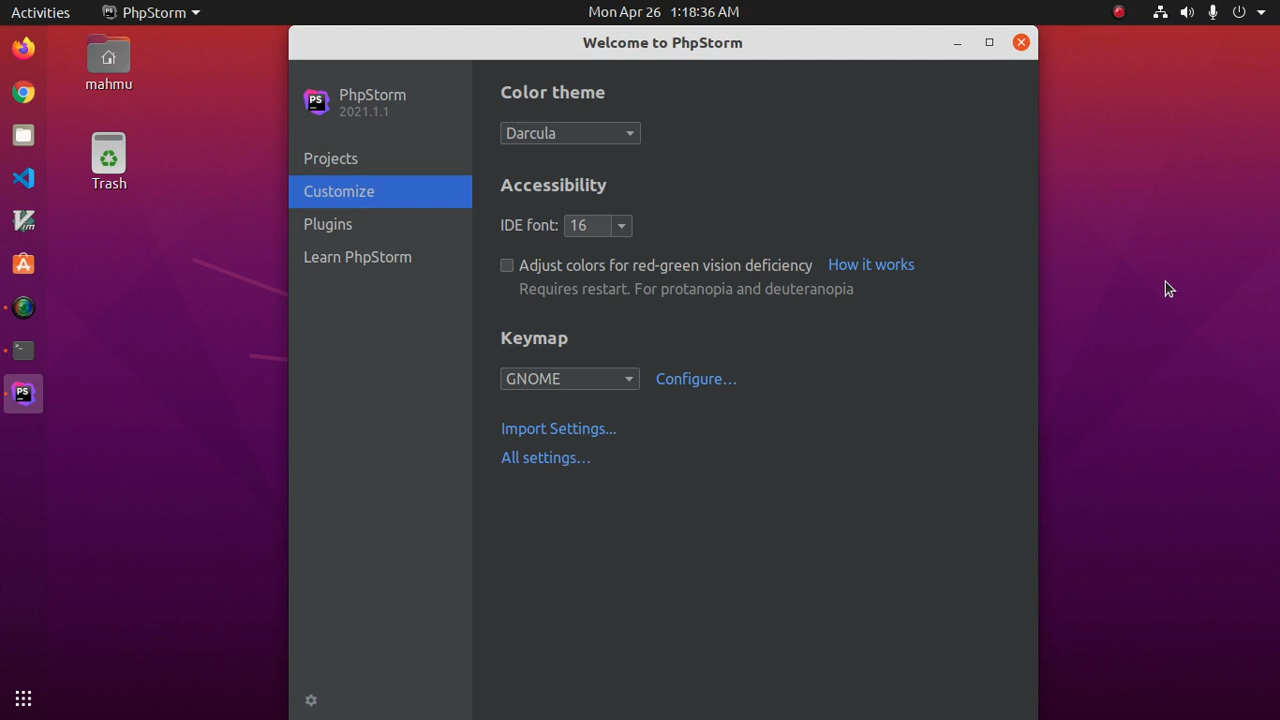 Activities
PhpStorm
Mon Apr 26 1:18:36 AM
mahmu
Trash
Welcome to PhpStorm
PS
PhpStorm
2021.1.1
Projects
Customize
Plugins
Learn PhpStorm
Color theme
Darcula
Accessibility
IDE font: 16
Adjust colors for red-green vision deficiency How it works
Requires restart. For protanopia and deuteranopia
Keymap
GNOME Configure…
Import Settings...
All settings…
PS